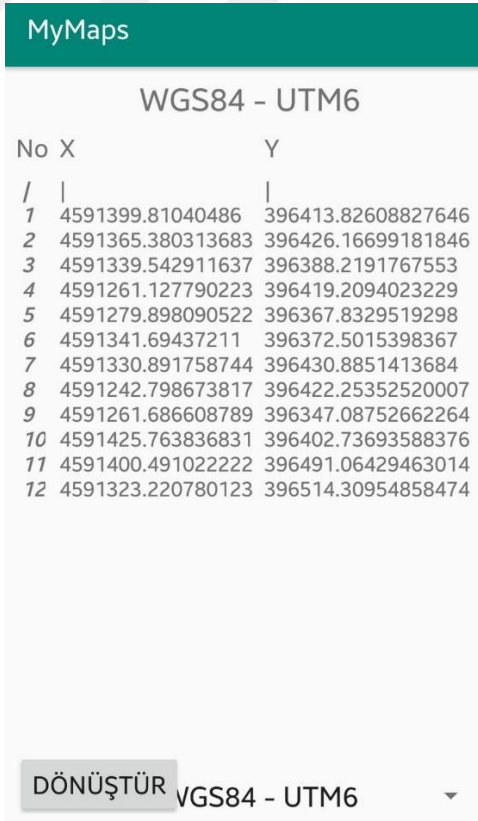 MyMaps
WGS84 - UTM6
No X Y
/ | |
1 4591399.81040486 396413.82608827646
2 4591365.380313683 396426.16699181846
3 4591339.542911637 396388.2191767553
4 4591261.127790223 396419.2094023229
5 4591279.898090522 396367.8329519298
6 4591341.69437211 396372.5015398367
7 4591330.891758744 396430.8851413684
8 4591242.798673817 396422.25352520007
9 4591261.686608789 396347.08752662264
10 4591425.763836831 396402.73693588376
11 4591400.491022222 396491.06429463014
12 4591323.220780123 396514.30954858474
DÖNÜŞTÜR WGS84 - UTM6